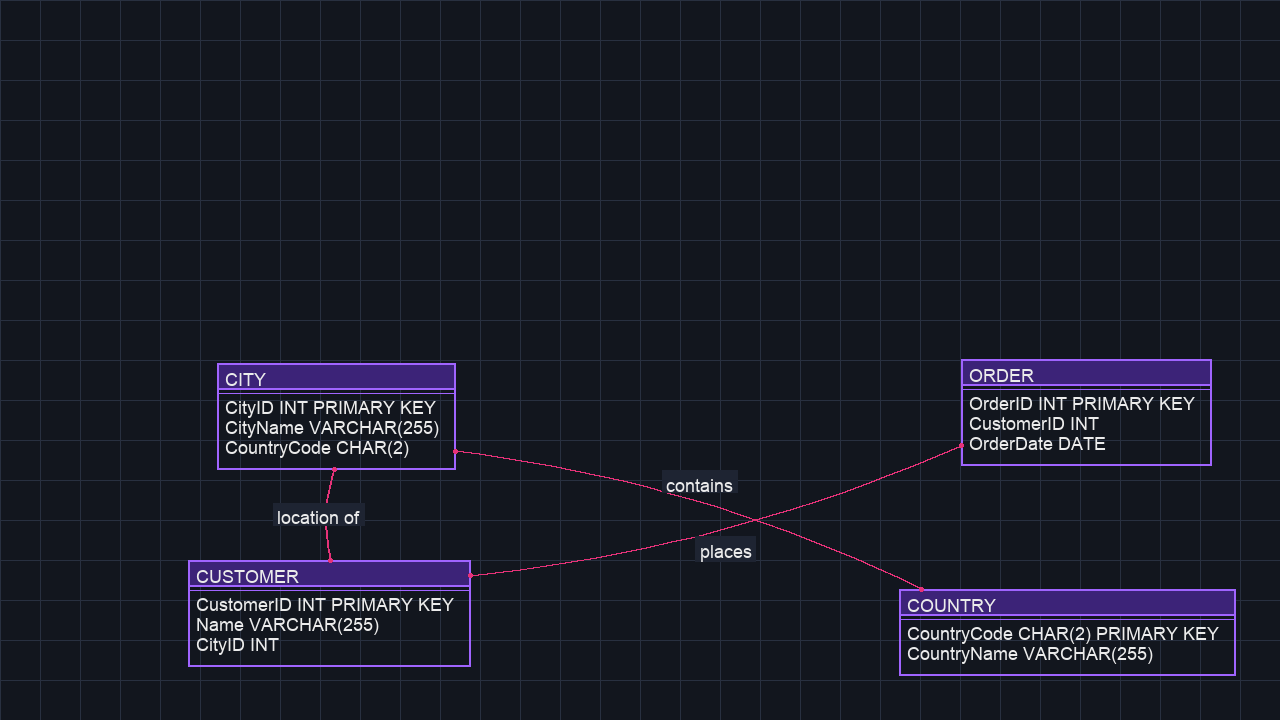 CITY
CityID INT PRIMARY KEY
CityName VARCHAR(255)
CountryCode CHAR(2)
ORDER
OrderID INT PRIMARY KEY
CustomerID INT
OrderDate DATE
contains
location of
places
CUSTOMER
CustomerID INT PRIMARY KEY
Name VARCHAR(255)
CityID INT
COUNTRY
CountryCode CHAR(2) PRIMARY KEY
CountryName VARCHAR(255)